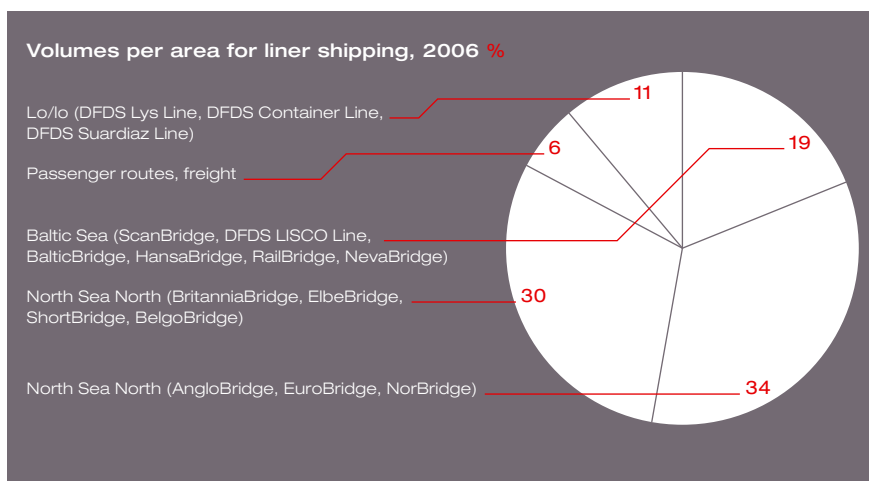 Volumes per area for liner shipping, 2006 %
Lo/lo (DFDS Lys Line, DFDS Container Line,
DFDS Suardiaz Line)
11
Passenger routes, freight
6
Baltic Sea (ScanBridge, DFDS LISCO Line,
BalticBridge, HansaBridge, RailBridge, NevaBridge)
19
North Sea North (BritanniaBridge, ElbeBridge,
ShortBridge, BelgoBridge)
30
North Sea North (AngloBridge, EuroBridge, NorBridge)
34